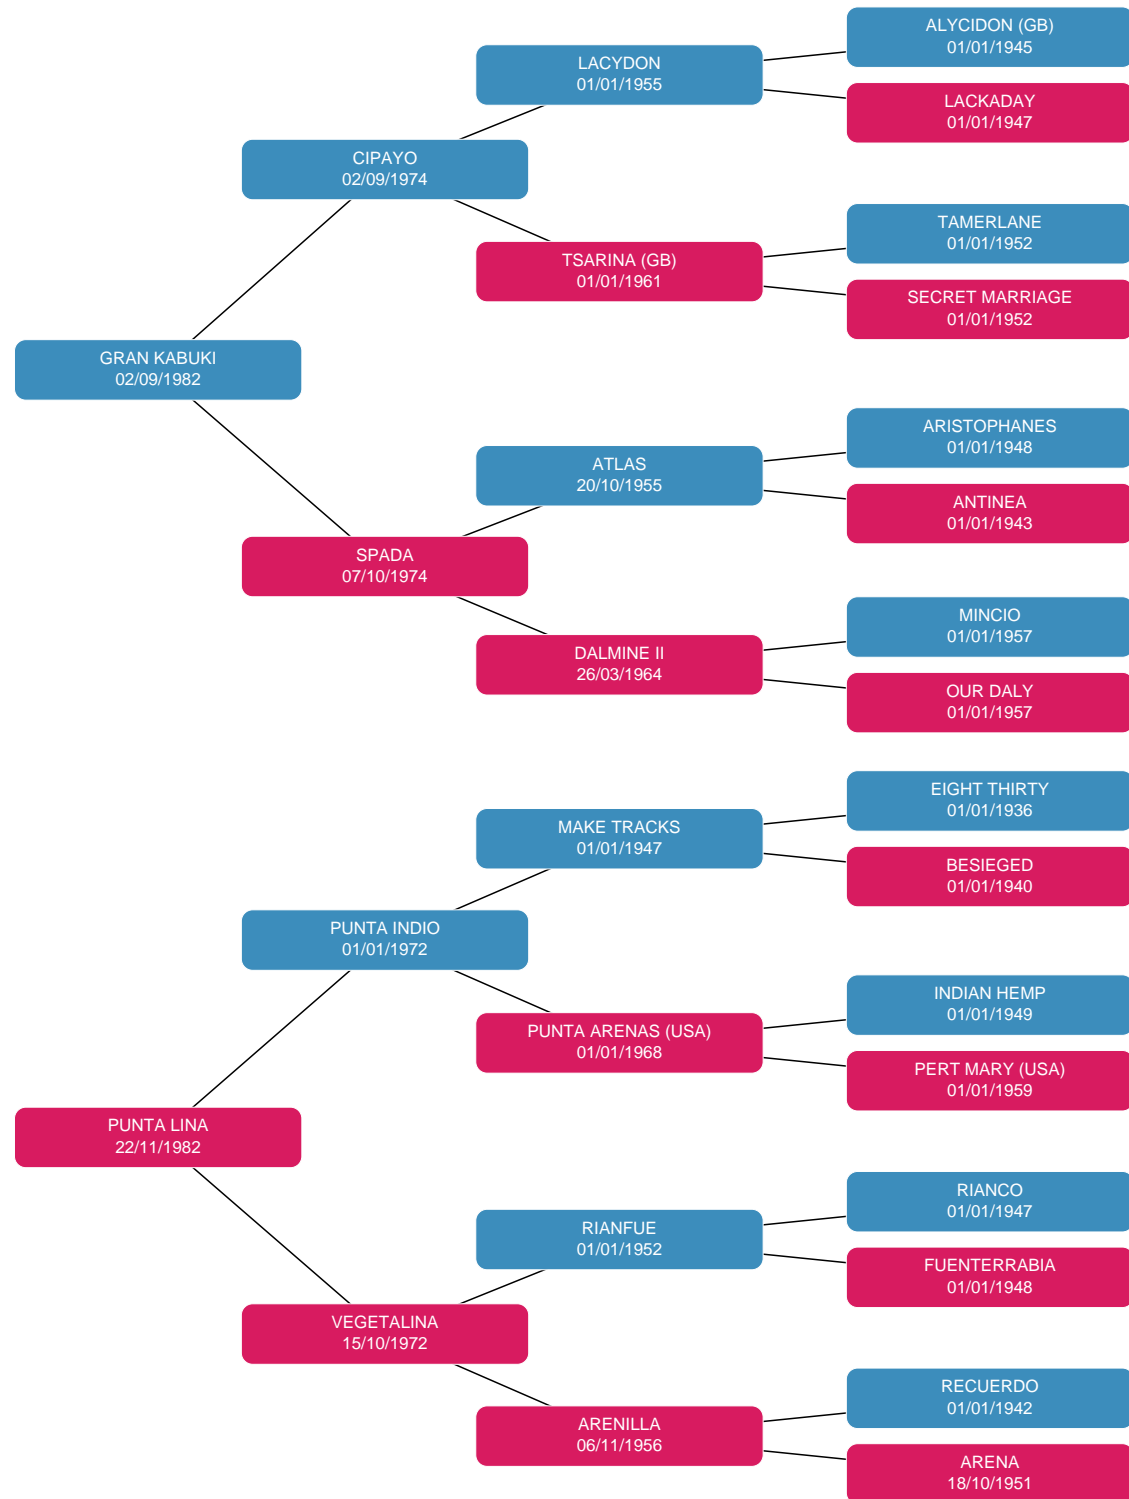 ALYCIDON (GB)
01/01/1945
LACYDON
01/01/1955
LACKADAY
01/01/1947
CIPAYO
02/09/1974
TAMERLANE
01/01/1952
TSARINA (GB)
01/01/1961
SECRET MARRIAGE
01/01/1952
GRAN KABUKI
02/09/1982
ARISTOPHANES
01/01/1948
ATLAS
20/10/1955
ANTINEA
01/01/1943
SPADA
07/10/1974
MINCIO
01/01/1957
DALMINE II
26/03/1964
OUR DALY
01/01/1957
EIGHT THIRTY
01/01/1936
MAKE TRACKS
01/01/1947
BESIEGED
01/01/1940
PUNTA INDIO
01/01/1972
INDIAN HEMP
01/01/1949
PUNTA ARENAS (USA)
01/01/1968
PERT MARY (USA)
01/01/1959
PUNTA LINA
22/11/1982
RIANCO
01/01/1947
RIANFUE
01/01/1952
FUENTERRABIA
01/01/1948
VEGETALINA
15/10/1972
RECUERDO
01/01/1942
ARENILLA
06/11/1956
ARENA
18/10/1951